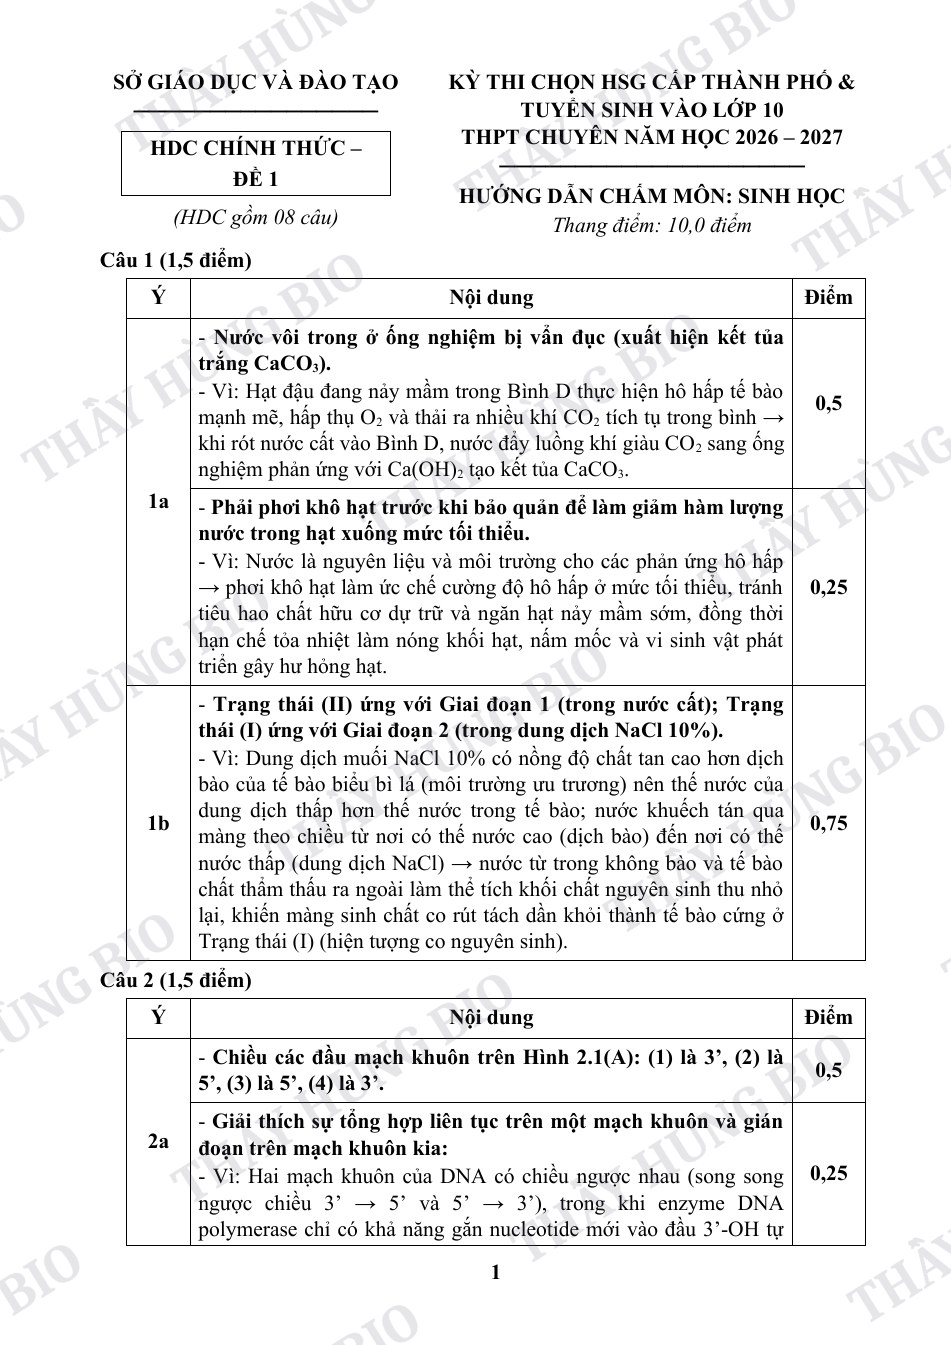 SỞ GIÁO DỤC VÀ ĐÀO TẠO
HDC CHÍNH THỨC –
ĐỀ 1
(HDC gồm 08 câu)
KỲ THI CHỌN HSG CẤP THÀNH PHỐ &
TUYỂN SINH VÀO LỚP 10
THPT CHUYÊN NĂM HỌC 2026 – 2027
HƯỚNG DẪN CHẤM MÔN: SINH HỌC
Thang điểm: 10,0 điểm
Câu 1 (1,5 điểm)
Ý Nội dung Điểm
1a
- Nước vôi trong ở ống nghiệm bị vẩn đục (xuất hiện kết tủa
trắng CaCO₃).
- Vì: Hạt đậu đang nảy mầm trong Bình D thực hiện hô hấp tế bào
mạnh mẽ, hấp thụ O₂ và thải ra nhiều khí CO₂ tích tụ trong bình →
khi rót nước cất vào Bình D, nước đẩy luồng khí giàu CO₂ sang ống
nghiệm phản ứng với Ca(OH)₂ tạo kết tủa CaCO₃.
0,5
- Phải phơi khô hạt trước khi bảo quản để làm giảm hàm lượng
nước trong hạt xuống mức tối thiểu.
- Vì: Nước là nguyên liệu và môi trường cho các phản ứng hô hấp
→ phơi khô hạt làm ức chế cường độ hô hấp ở mức tối thiểu, tránh
tiêu hao chất hữu cơ dự trữ và ngăn hạt nảy mầm sớm, đồng thời
hạn chế tỏa nhiệt làm nóng khối hạt, nấm mốc và vi sinh vật phát
triển gây hư hỏng hạt.
0,25
1b
- Trạng thái (II) ứng với Giai đoạn 1 (trong nước cất); Trạng
thái (I) ứng với Giai đoạn 2 (trong dung dịch NaCl 10%).
- Vì: Dung dịch muối NaCl 10% có nồng độ chất tan cao hơn dịch
bào của tế bào biểu bì lá (môi trường ưu trương) nên thế nước của
dung dịch thấp hơn thế nước trong tế bào; nước khuếch tán qua
màng theo chiều từ nơi có thế nước cao (dịch bào) đến nơi có thế
nước thấp (dung dịch NaCl) → nước từ trong không bào và tế bào
chất thẩm thấu ra ngoài làm thể tích khối chất nguyên sinh thu nhỏ
lại, khiến màng sinh chất co rút tách dần khỏi thành tế bào cứng ở
Trạng thái (I) (hiện tượng co nguyên sinh).
0,75
Câu 2 (1,5 điểm)
Ý Nội dung Điểm
2a
- Chiều các đầu mạch khuôn trên Hình 2.1(A): (1) là 3’, (2) là
5’, (3) là 5’, (4) là 3’.
0,5
- Giải thích sự tổng hợp liên tục trên một mạch khuôn và gián
đoạn trên mạch khuôn kia:
- Vì: Hai mạch khuôn của DNA có chiều ngược nhau (song song
ngược chiều 3’ → 5’ và 5’ → 3’), trong khi enzyme DNA
polymerase chỉ có khả năng gắn nucleotide mới vào đầu 3’-OH tự
0,25
1
THẦY HÙNG BIO